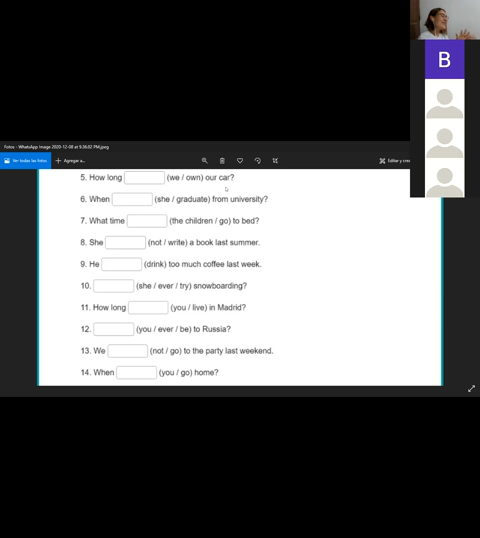 B
Fotos - WhatsApp Image 2020-12-08 at 9.36.02 PM.jpeg
Ver todas las fotos
Agregar a...
Editar y crear
5. How long (we / own) our car?
6. When (she / graduate) from university?
7. What time (the children / go) to bed?
8. She (not / write) a book last summer.
9. He (drink) too much coffee last week.
10. (she / ever / try) snowboarding?
11. How long (you / live) in Madrid?
12. (you / ever / be) to Russia?
13. We (not / go) to the party last weekend.
14. When (you / go) home?